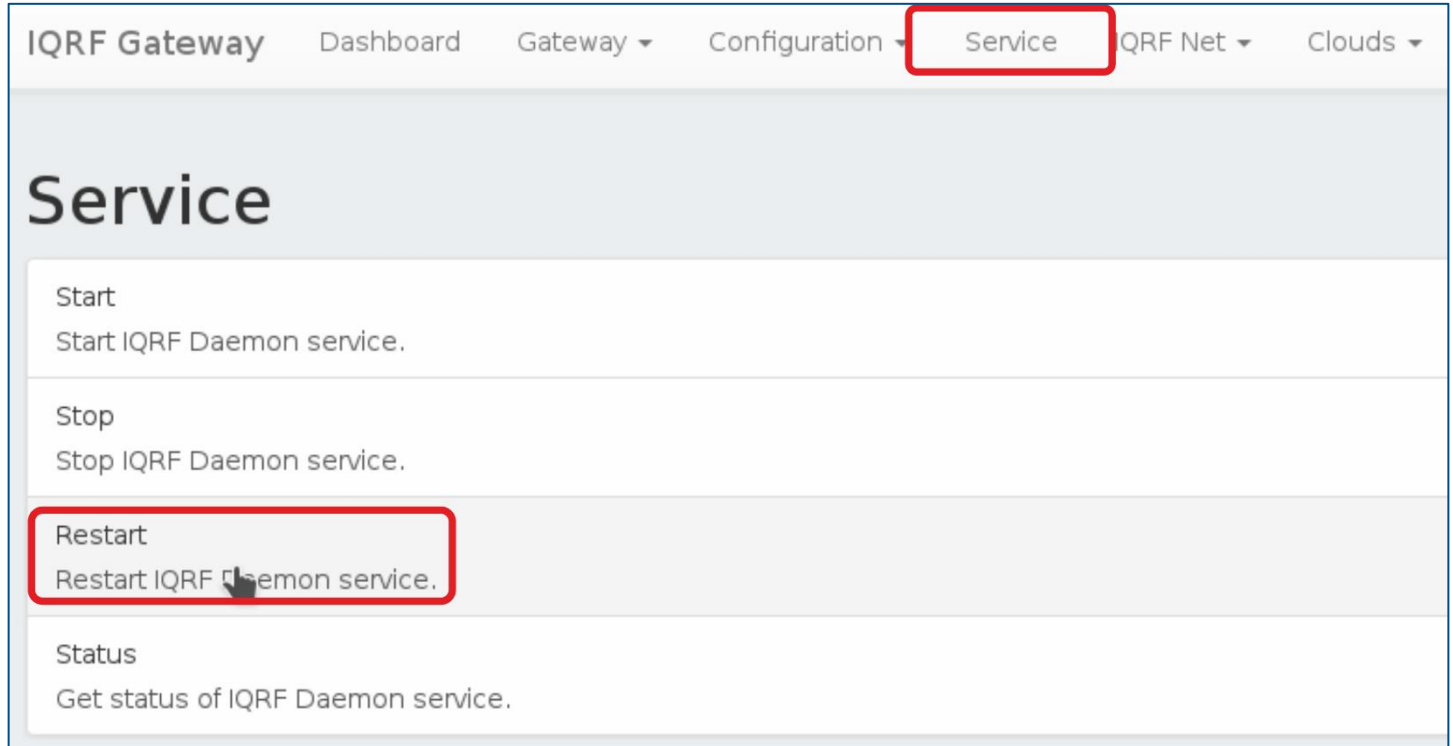 IQRF Gateway Dashboard Gateway Configuration Service IQRF Net Clouds
Service
Start
Start IQRF Daemon service.
Stop
Stop IQRF Daemon service.
Restart
Restart IQRF Daemon service.
Status
Get status of IQRF Daemon service.